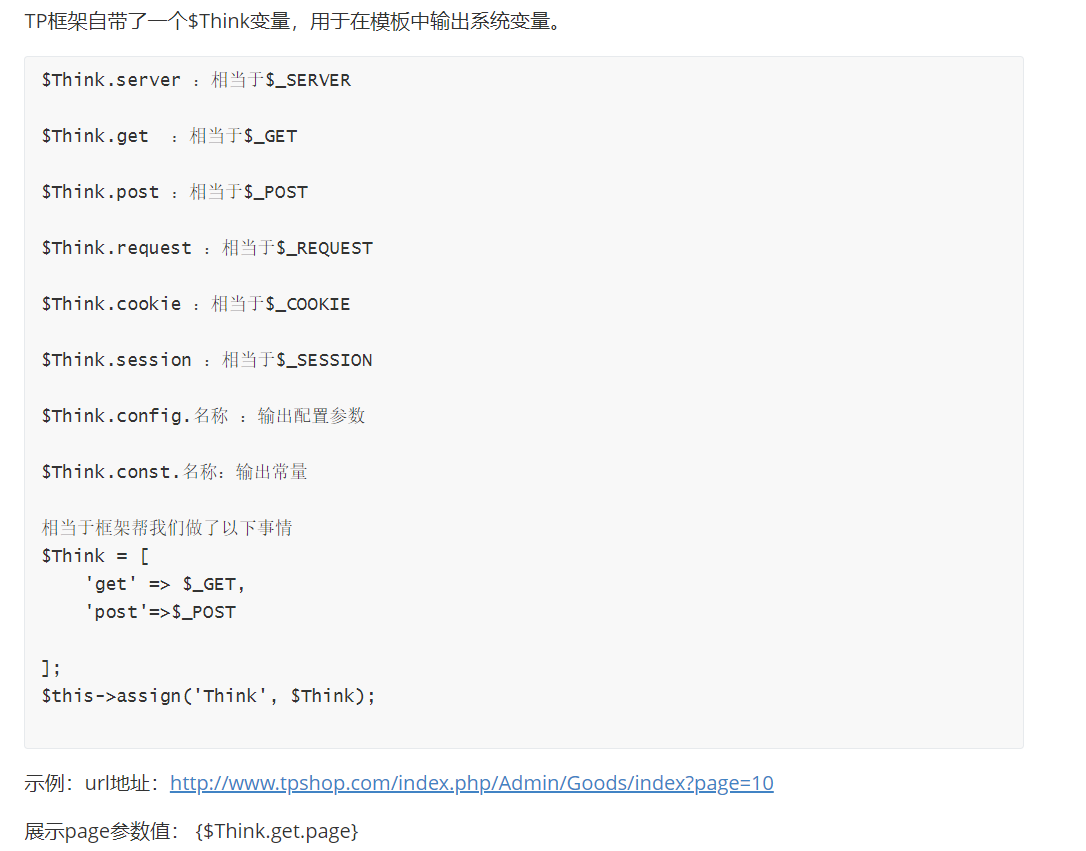 TP框架自带了一个$Think变量，用于在模板中输出系统变量。
$Think.server ：相当于$_SERVER
$Think.get  ：相当于$_GET
$Think.post ：相当于$_POST
$Think.request ：相当于$_REQUEST
$Think.cookie ：相当于$_COOKIE
$Think.session ：相当于$_SESSION
$Think.config.名称 ：输出配置参数
$Think.const.名称：输出常量
相当于框架帮我们做了以下事情
$Think = [
    'get' => $_GET,
    'post'=>$_POST
];
$this->assign('Think', $Think);
示例：url地址：http://www.tpshop.com/index.php/Admin/Goods/index?page=10
展示page参数值： {$Think.get.page}